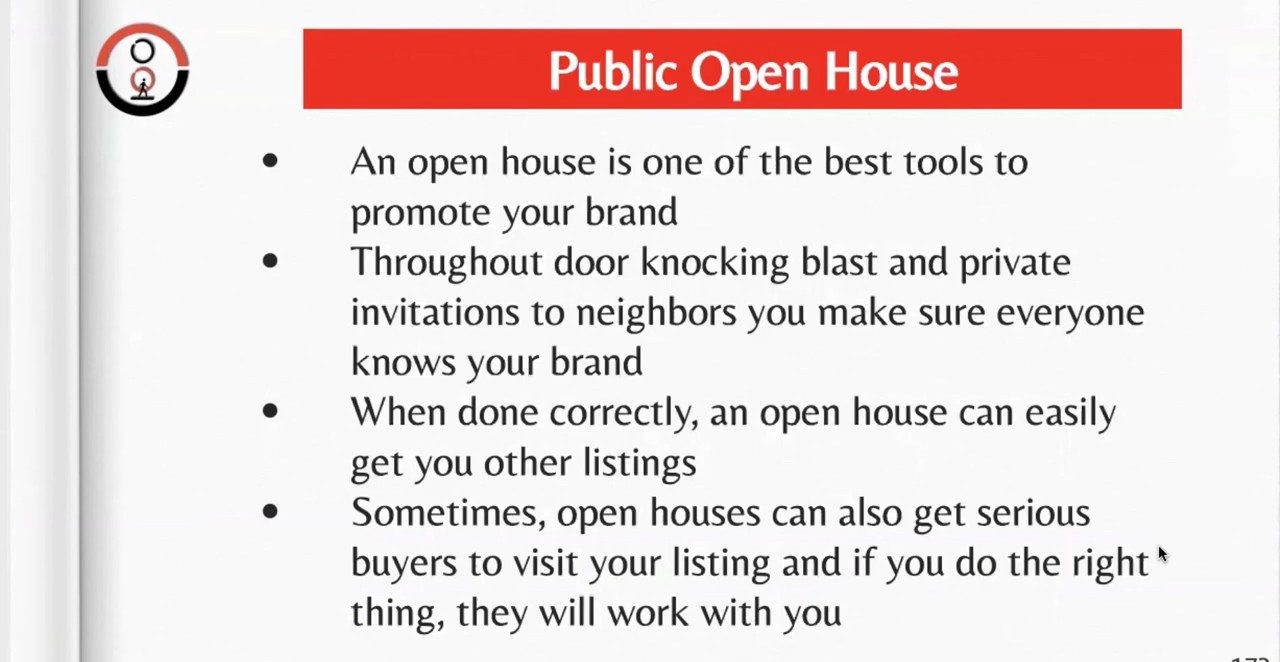 Public Open House
• An open house is one of the best tools to
promote your brand
• Throughout door knocking blast and private
invitations to neighbors you make sure everyone
knows your brand
• When done correctly, an open house can easily
get you other listings
• Sometimes, open houses can also get serious
buyers to visit your listing and if you do the right
thing, they will work with you